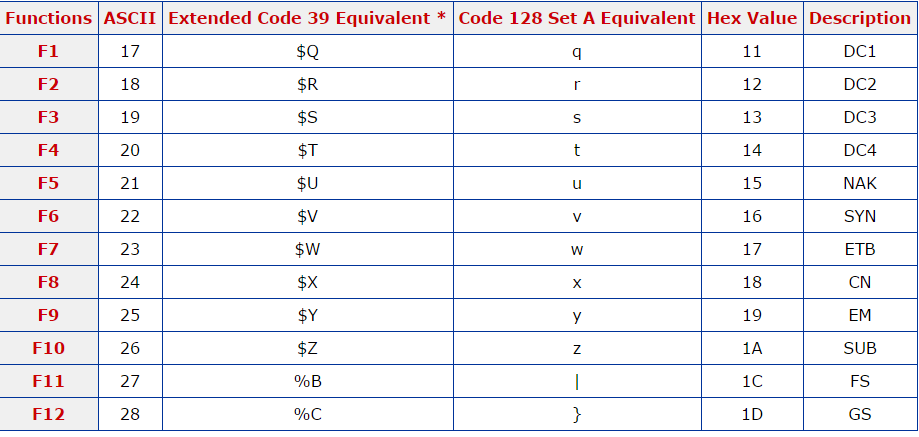 Functions ASCII Extended Code 39 Equivalent * Code 128 Set A Equivalent Hex Value Description
F1 17 $Q q 11 DC1
F2 18 $R r 12 DC2
F3 19 $S s 13 DC3
F4 20 $T t 14 DC4
F5 21 $U u 15 NAK
F6 22 $V v 16 SYN
F7 23 $W w 17 ETB
F8 24 $X x 18 CN
F9 25 $Y y 19 EM
F10 26 $Z z 1A SUB
F11 27 %B | 1C FS
F12 28 %C } 1D GS